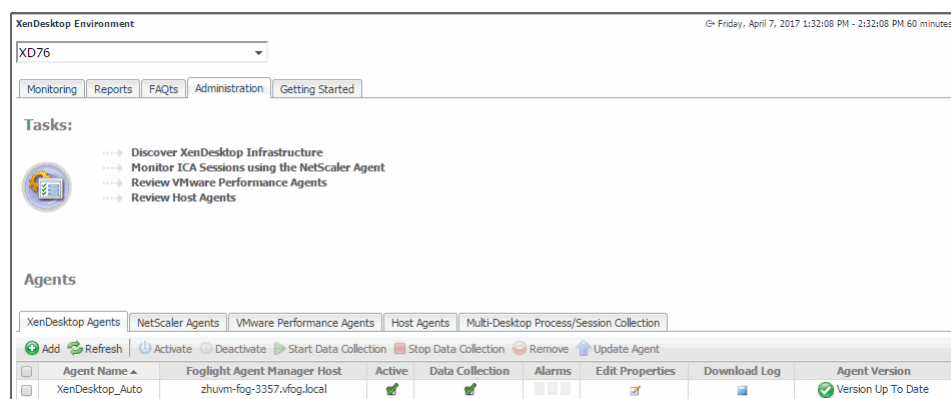 XenDesktop Environment
Friday, April 7, 2017 1:32:08 PM - 2:32:08 PM 60 minutes
XD76
Monitoring Reports FAQts Administration Getting Started
Tasks:
Discover XenDesktop Infrastructure
Monitor ICA Sessions using the NetScaler Agent
Review VMware Performance Agents
Review Host Agents
Agents
XenDesktop Agents NetScaler Agents VMware Performance Agents Host Agents Multi-Desktop Process/Session Collection
Add Refresh Activate Deactivate Start Data Collection Stop Data Collection Remove Update Agent
Agent Name Foglight Agent Manager Host Active Data Collection Alarms Edit Properties Download Log Agent Version
XenDesktop_Auto zhuvm-fog-3357.vfog.local Version Up To Date